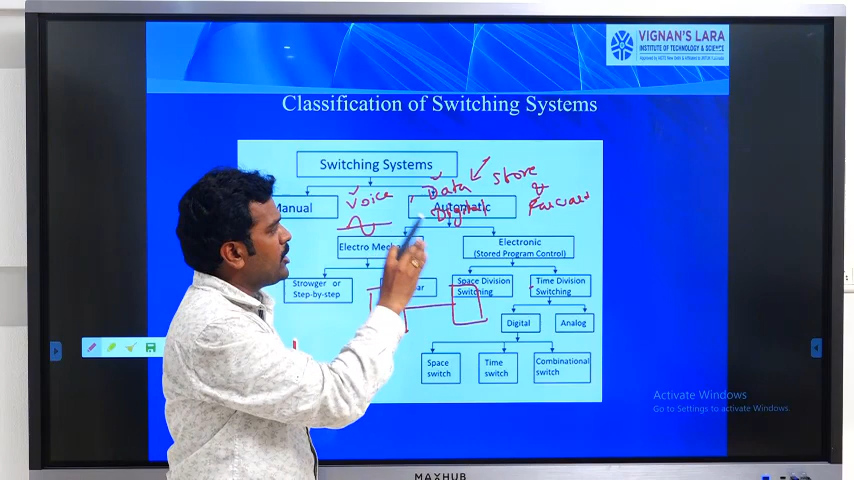 VIGNAN'S LARA
INSTITUTE OF TECHNOLOGY & SCIENCE
Classification of Switching Systems
Switching Systems
Data
Store
&
Voice
Manual
Automatic
Digital
Electro
Electronic
(Stored Program Control)
Strowger or
Step-by-step
Space Division
Switching
Time Division
Switching
Digital
Analog
Space
switch
Time
switch
Combinational
switch
Activate Windows
Go to Settings to activate Windows.
MAXHUB